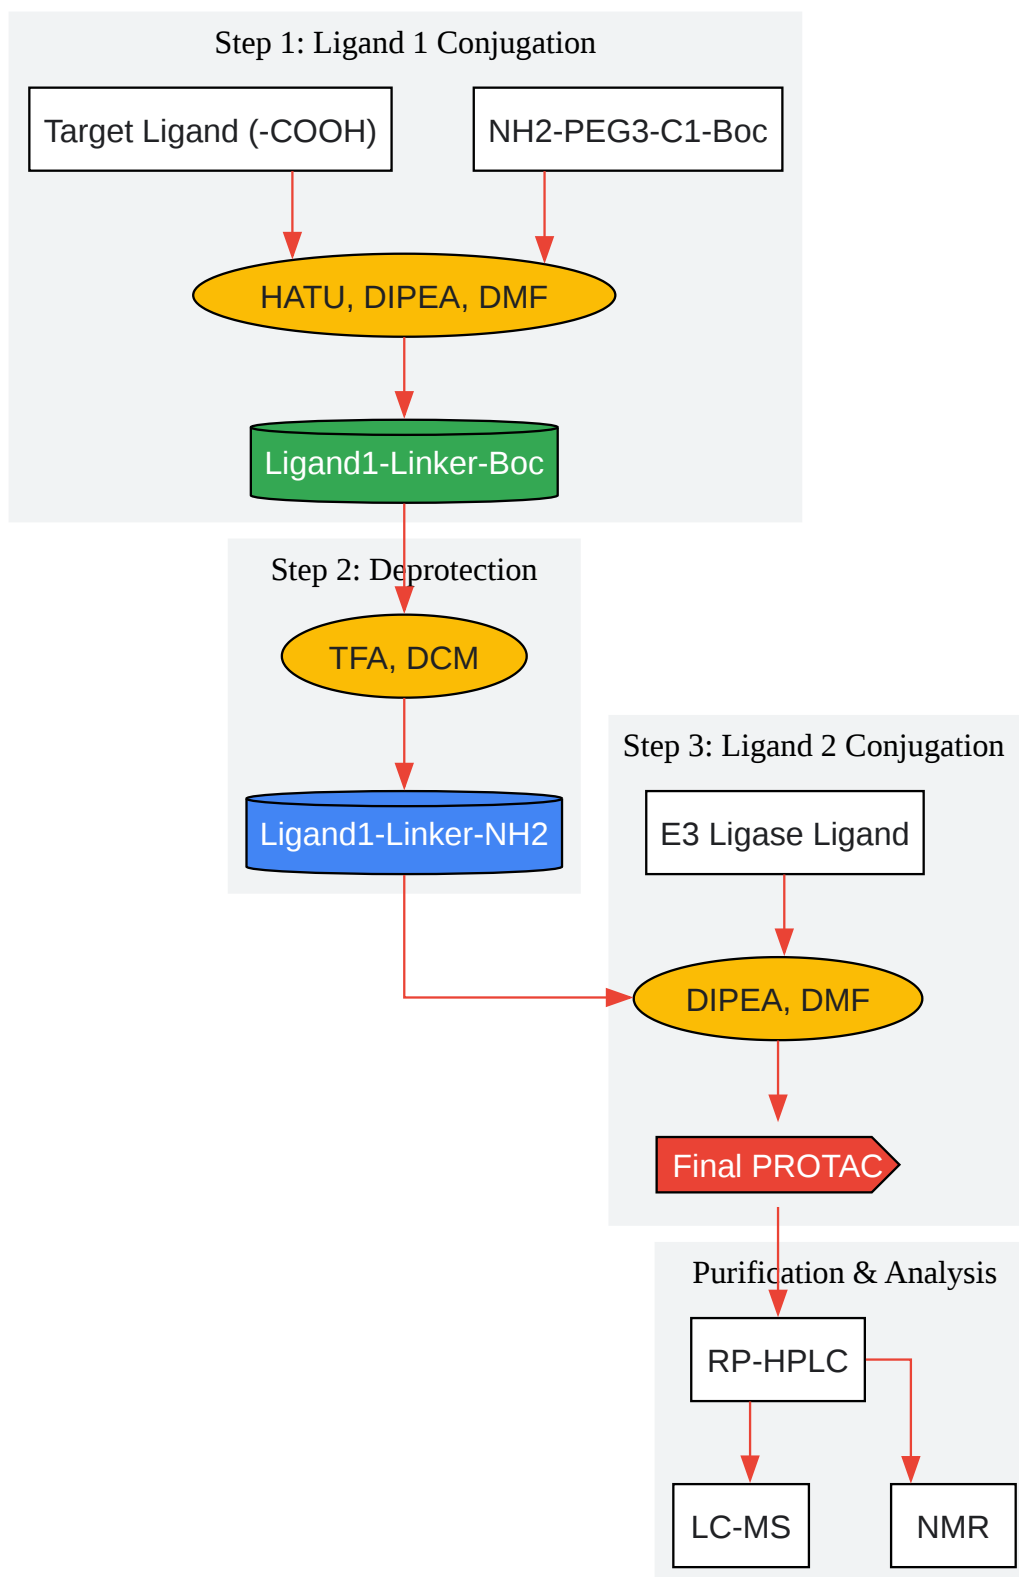 Step 1: Ligand 1 Conjugation
Target Ligand (-COOH)
NH2-PEG3-C1-Boc
HATU, DIPEA, DMF
Ligand1-Linker-Boc
Step 2: Deprotection
TFA, DCM
Ligand1-Linker-NH2
Step 3: Ligand 2 Conjugation
E3 Ligase Ligand
DIPEA, DMF
Final PROTAC
Purification & Analysis
RP-HPLC
LC-MS
NMR